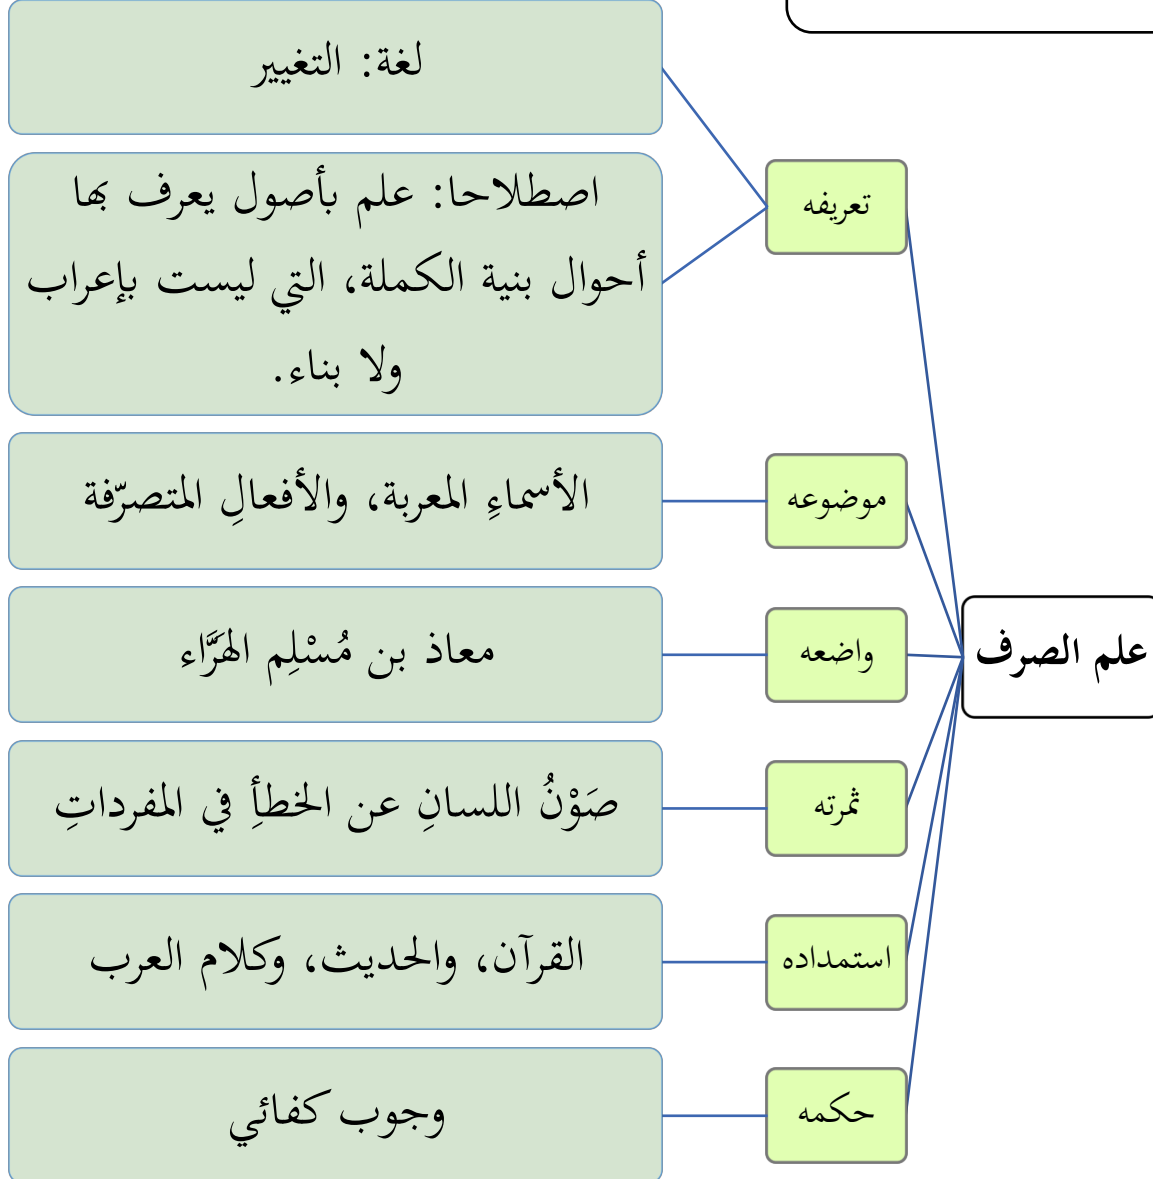 علم الصرف
تعريفه
لغة: التغيير
اصطلاحا: علم بأصول يعرف بها
أحوال بنية الكملة، التي ليست بإعراب
ولا بناء.
موضوعه
الأسماءِ المعربة، والأفعالِ المتصرّفة
واضعه
معاذ بن مُسْلِم الهَرَّاء
ثمرته
صَوْنُ اللسانِ عن الخطأِ في المفرداتِ
استمداده
القرآن، والحديث، وكلام العرب
حكمه
وجوب كفائي